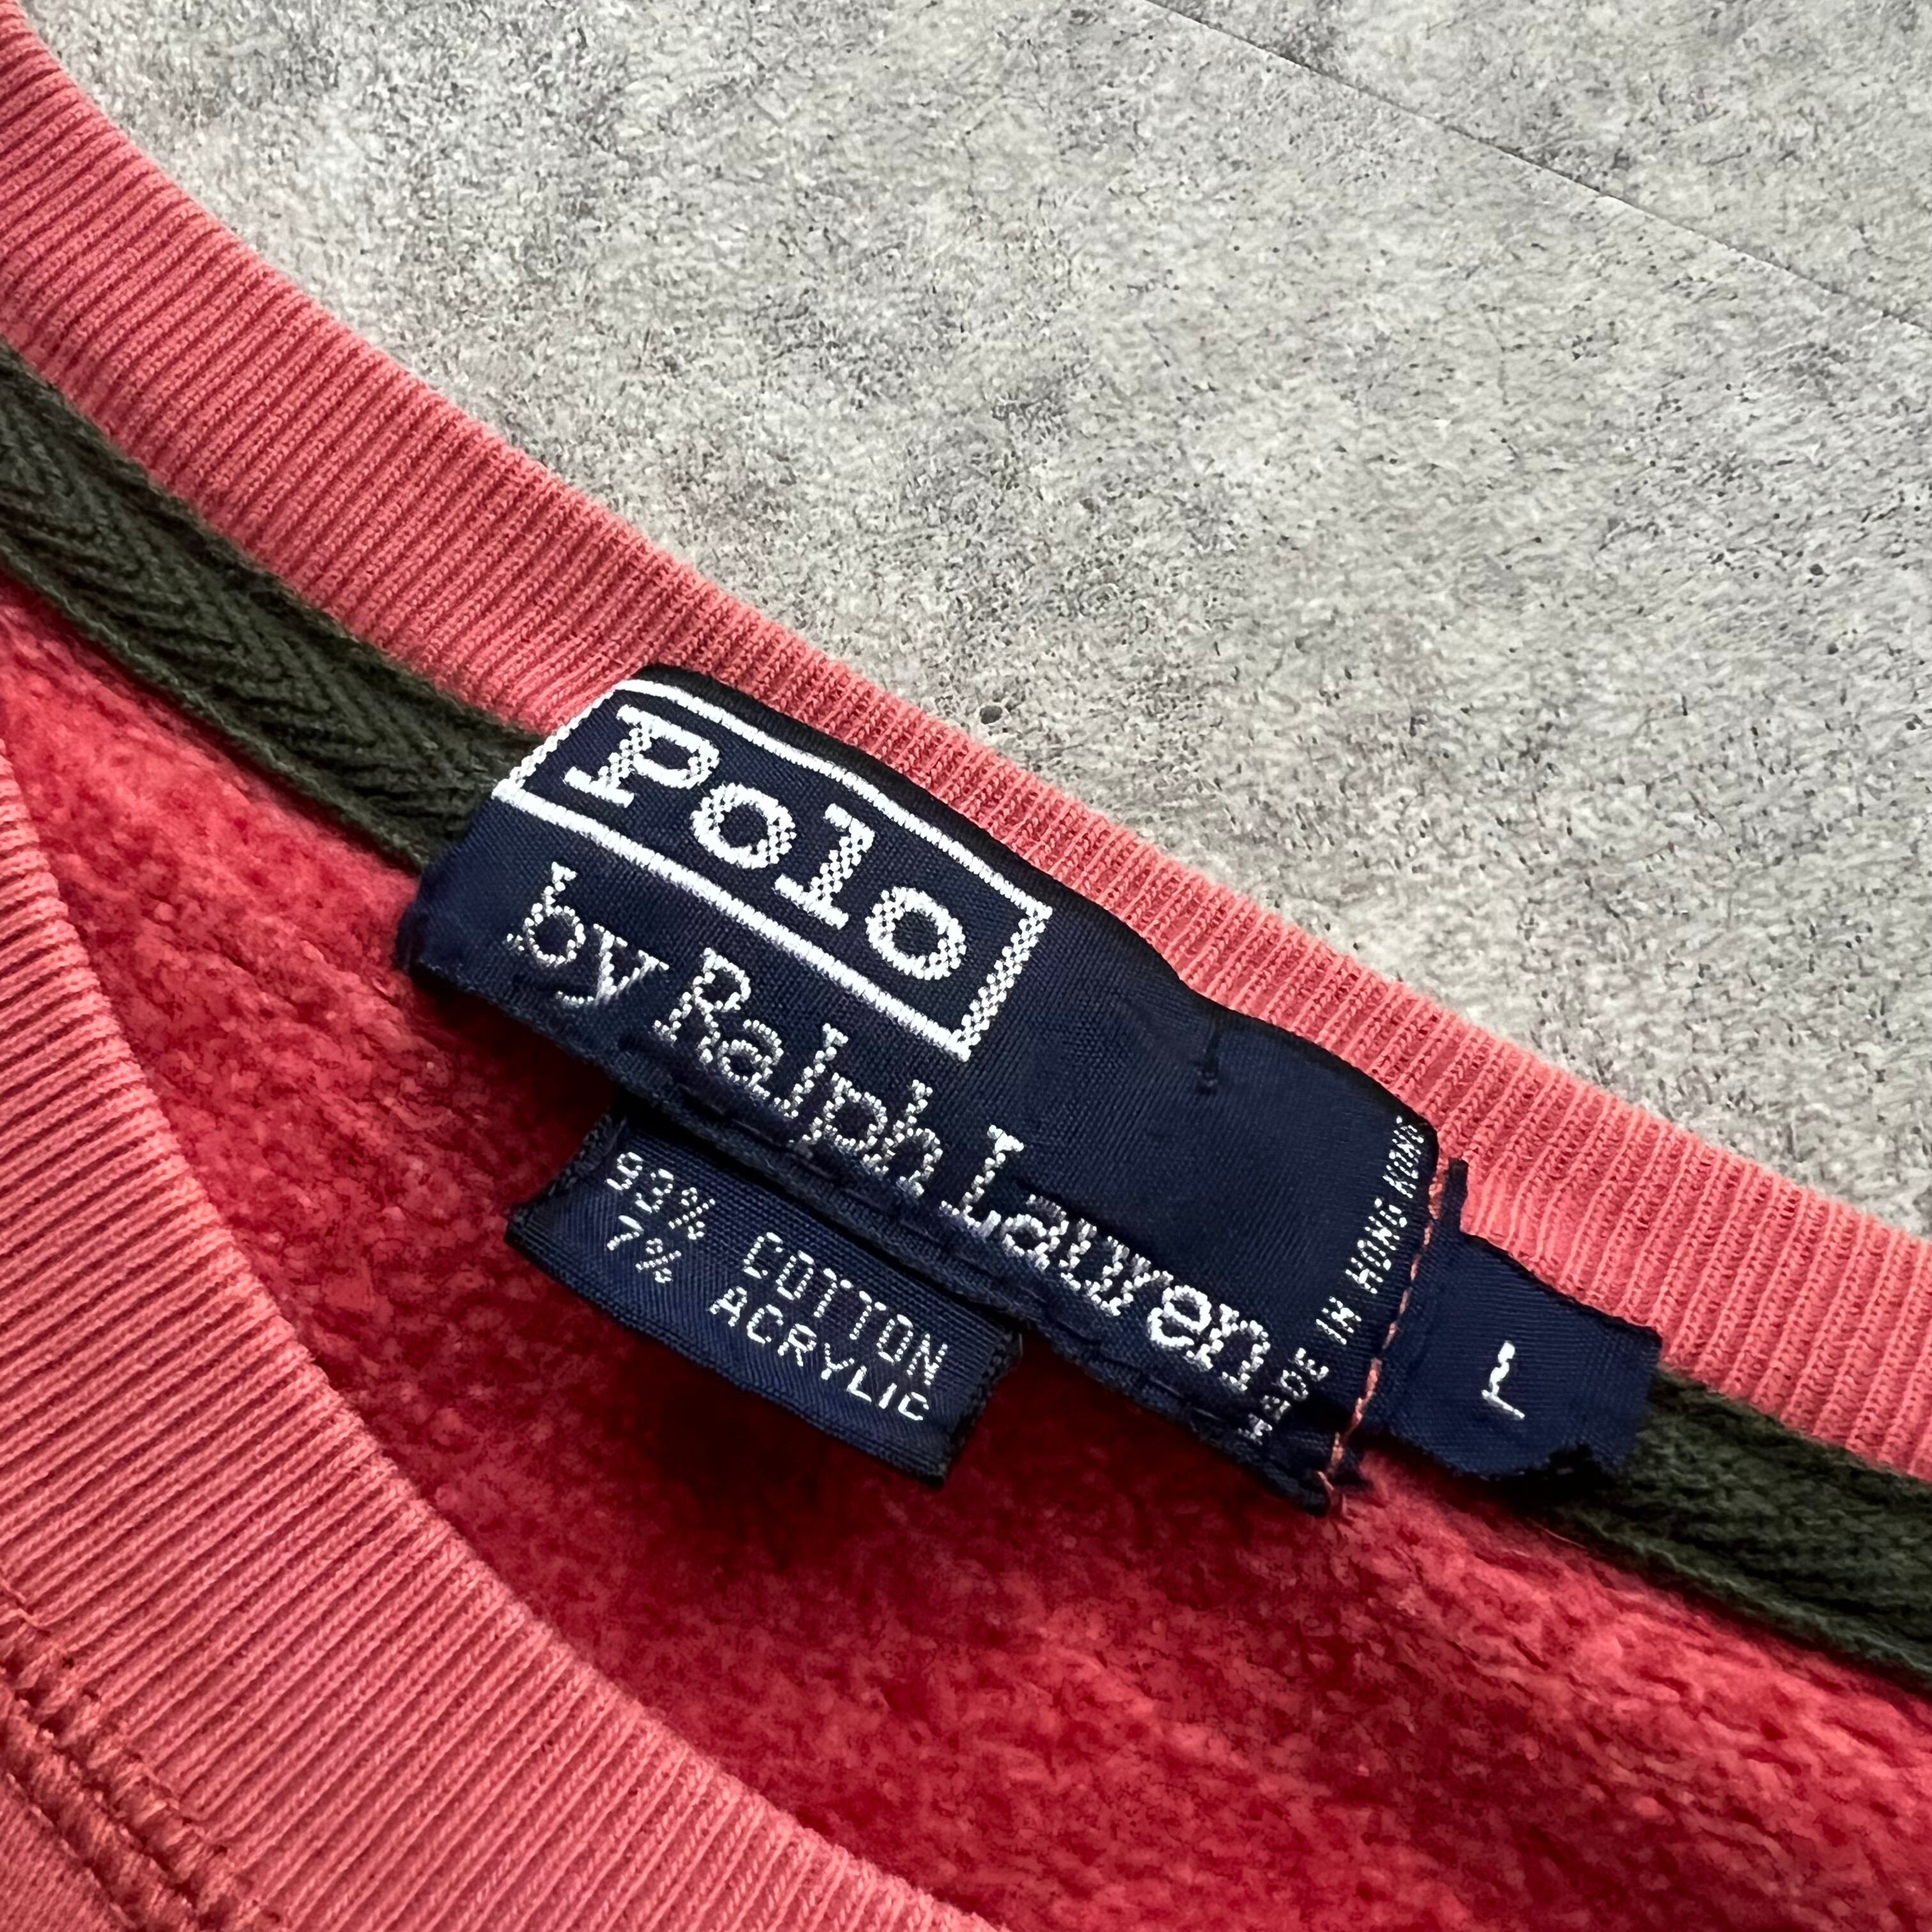 Polo
by Ralph Lauren
MADE IN HONG KONG
L
93% COTTON
7% ACRYLIC